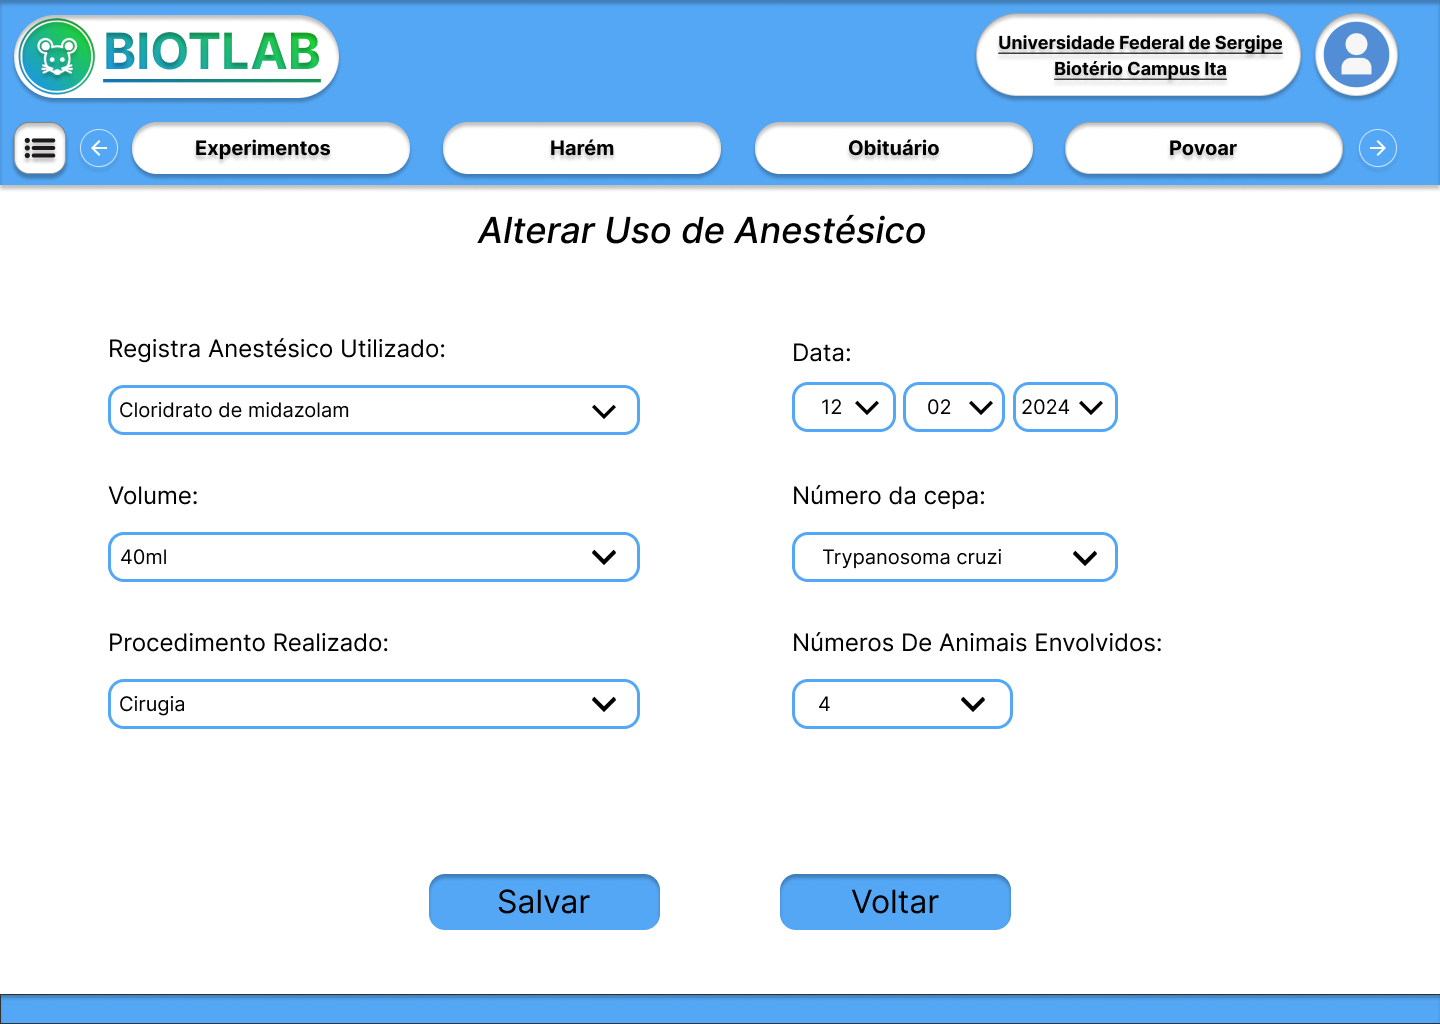 BIOTLAB
Universidade Federal de Sergipe
Biotério Campus Ita
Experimentos
Harém
Obituário
Povoar
Alterar Uso de Anestésico
Registra Anestésico Utilizado:
Cloridrato de midazolam
Data:
12 02 2024
Volume:
40ml
Número da cepa:
Trypanosoma cruzi
Procedimento Realizado:
Cirugia
Números De Animais Envolvidos:
4
Salvar
Voltar